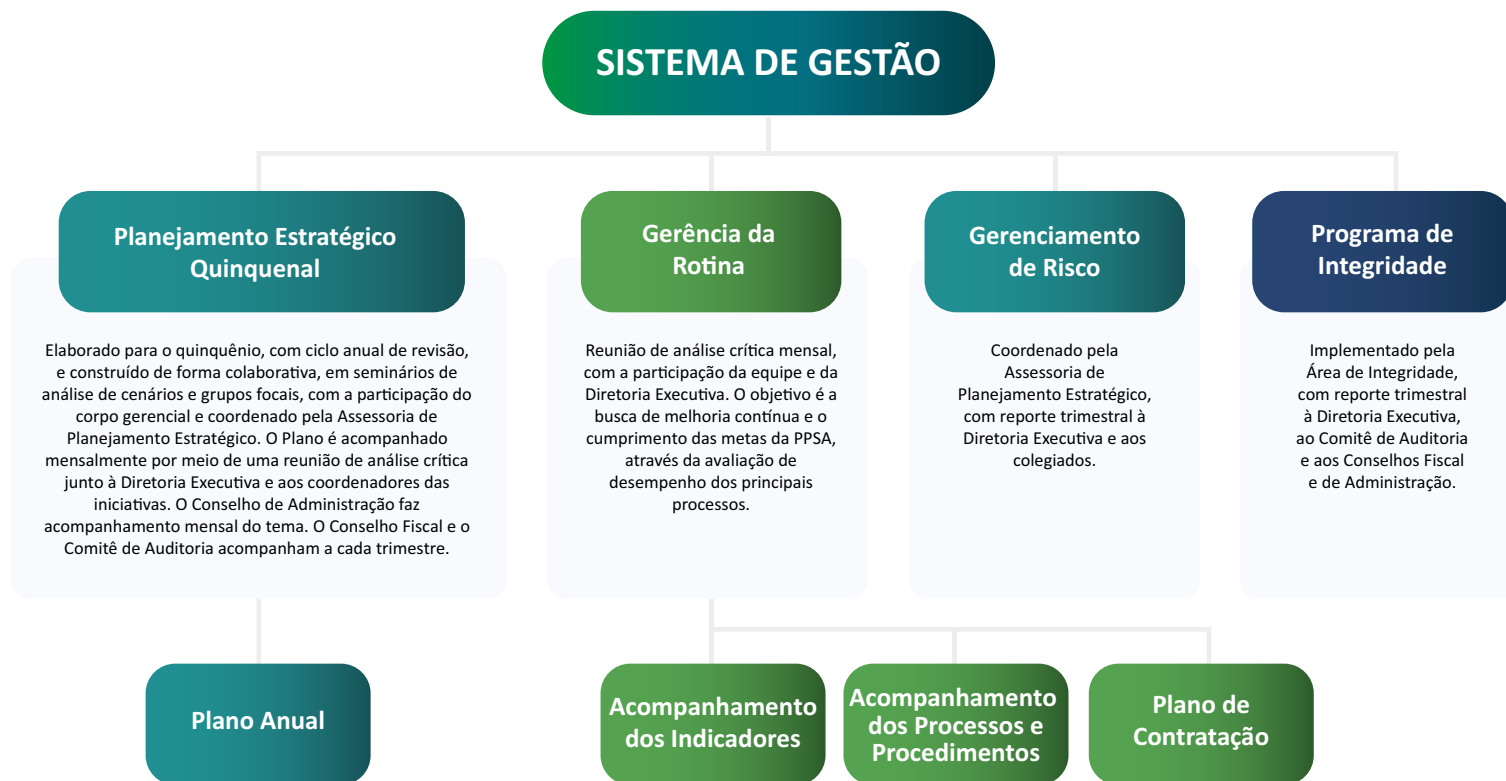 SISTEMA DE GESTÃO
Planejamento Estratégico
Quinquenal
Elaborado para o quinquênio, com ciclo anual de revisão,
e construído de forma colaborativa, em seminários de
análise de cenários e grupos focais, com a participação do
corpo gerencial e coordenado pela Assessoria de
Planejamento Estratégico. O Plano é acompanhado
mensalmente por meio de uma reunião de análise crítica
junto à Diretoria Executiva e aos coordenadores das
iniciativas. O Conselho de Administração faz
acompanhamento mensal do tema. O Conselho Fiscal e o
Comitê de Auditoria acompanham a cada trimestre.
Plano Anual
Gerência da
Rotina
Reunião de análise crítica mensal,
com a participação da equipe e da
Diretoria Executiva. O objetivo é a
busca de melhoria contínua e o
cumprimento das metas da PPSA,
através da avaliação de
desempenho dos principais
processos.
Acompanhamento
dos Indicadores
Acompanhamento
dos Processos e
Procedimentos
Plano de
Contratação
Gerenciamento
de Risco
Coordenado pela
Assessoria de
Planejamento Estratégico,
com reporte trimestral à
Diretoria Executiva e aos
colegiados.
Programa de
Integridade
Implementado pela
Área de Integridade,
com reporte trimestral
à Diretoria Executiva,
ao Comitê de Auditoria
e aos Conselhos Fiscal
e de Administração.